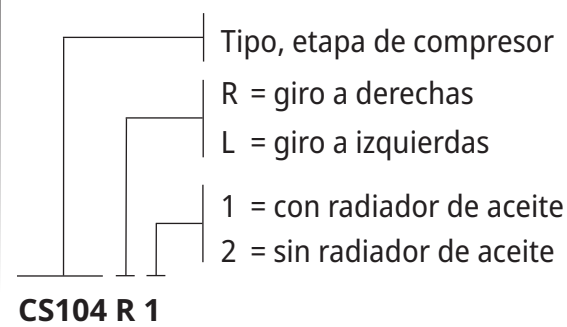 Tipo, etapa de compresor
R = giro a derechas
L = giro a izquierdas
1 = con radiador de aceite
2 = sin radiador de aceite
CS104 R 1